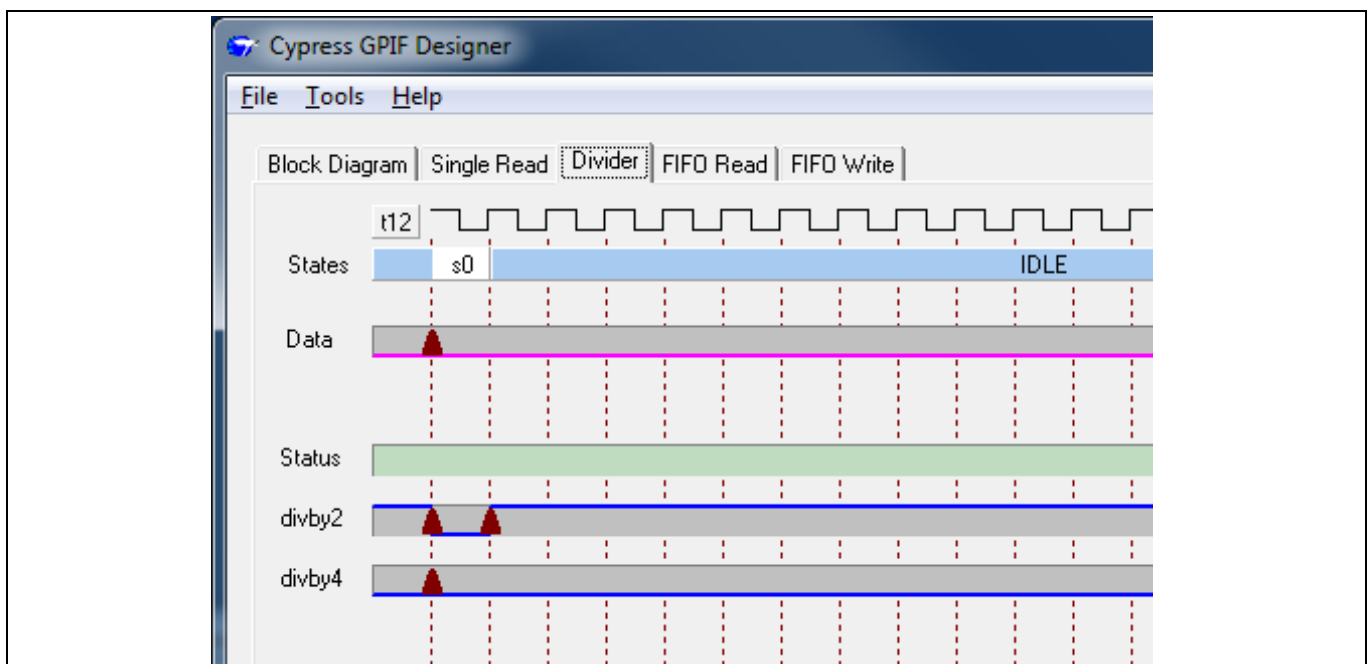 Cypress GPIF Designer
File Tools Help
Block Diagram Single Read Divider FIFO Read FIFO Write
t12
States s0 IDLE
Data
Status
divby2
divby4